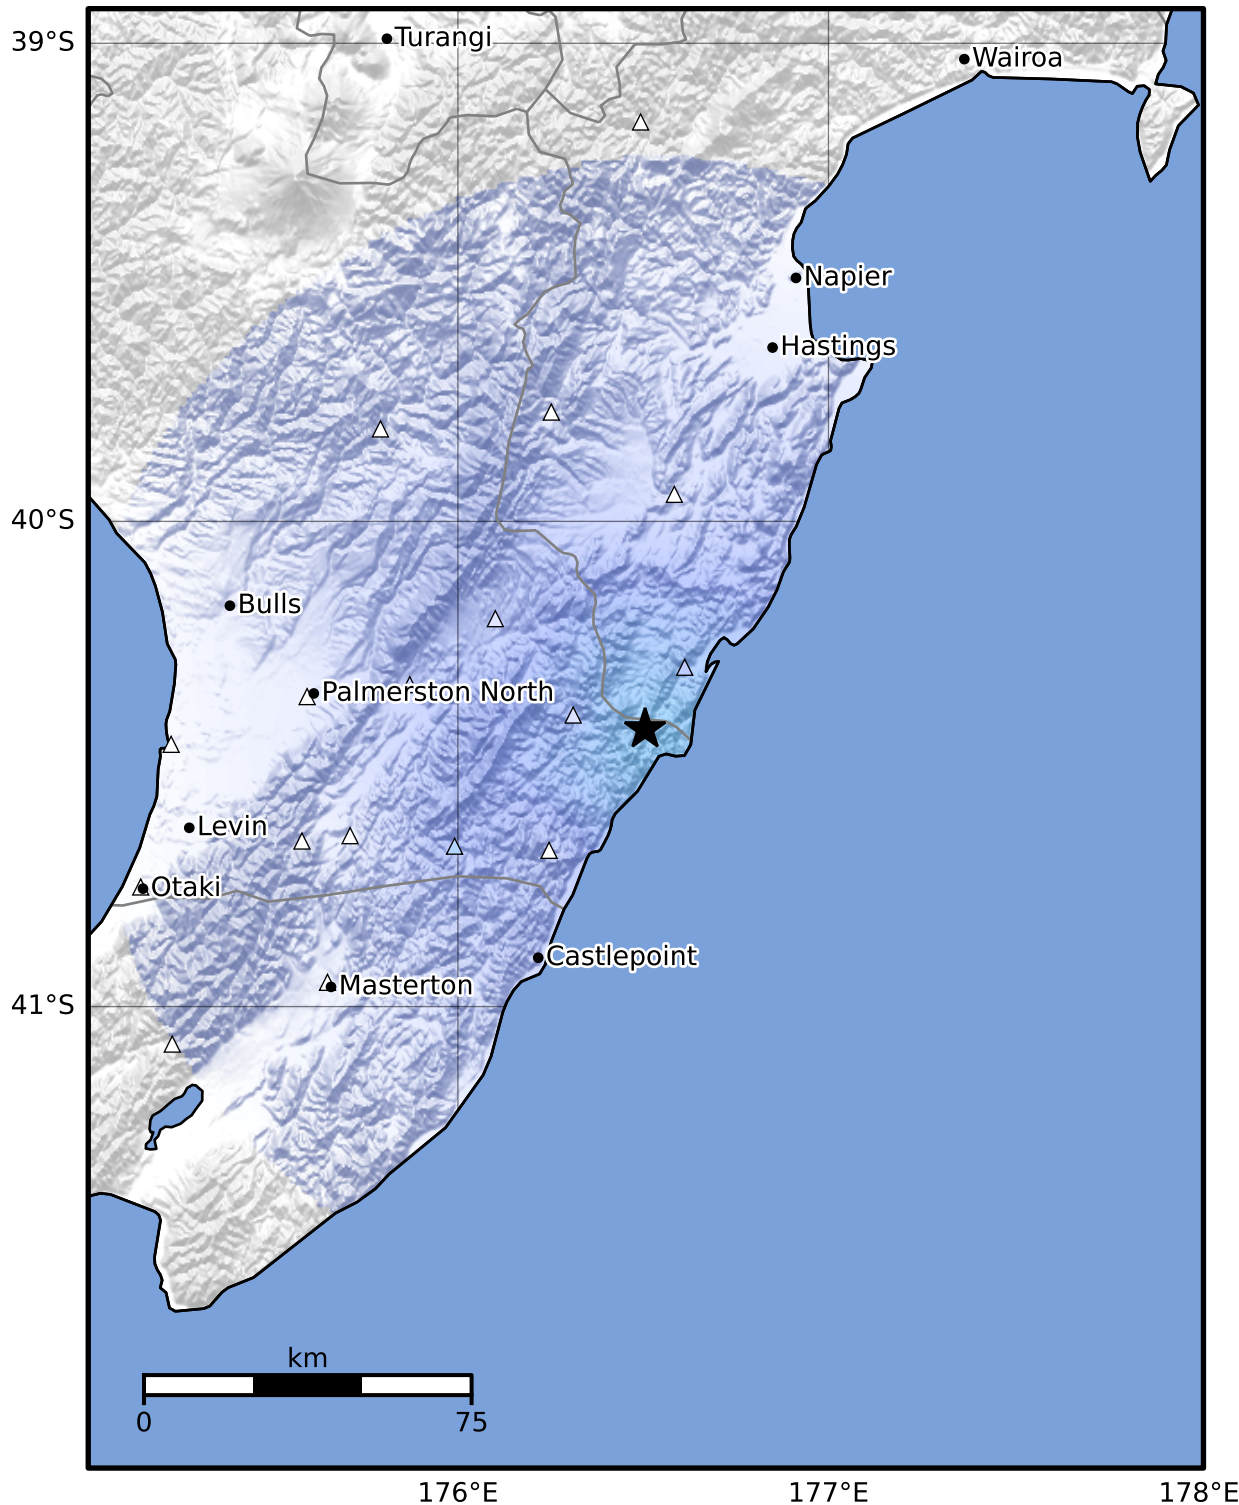 39°S
Turangi
Wairoa
Napier
Hastings
40°S
Bulls
Palmerston North
Levin
Otaki
Castlepoint
Masterton
41°S
km
0 75
176°E 177°E 178°E